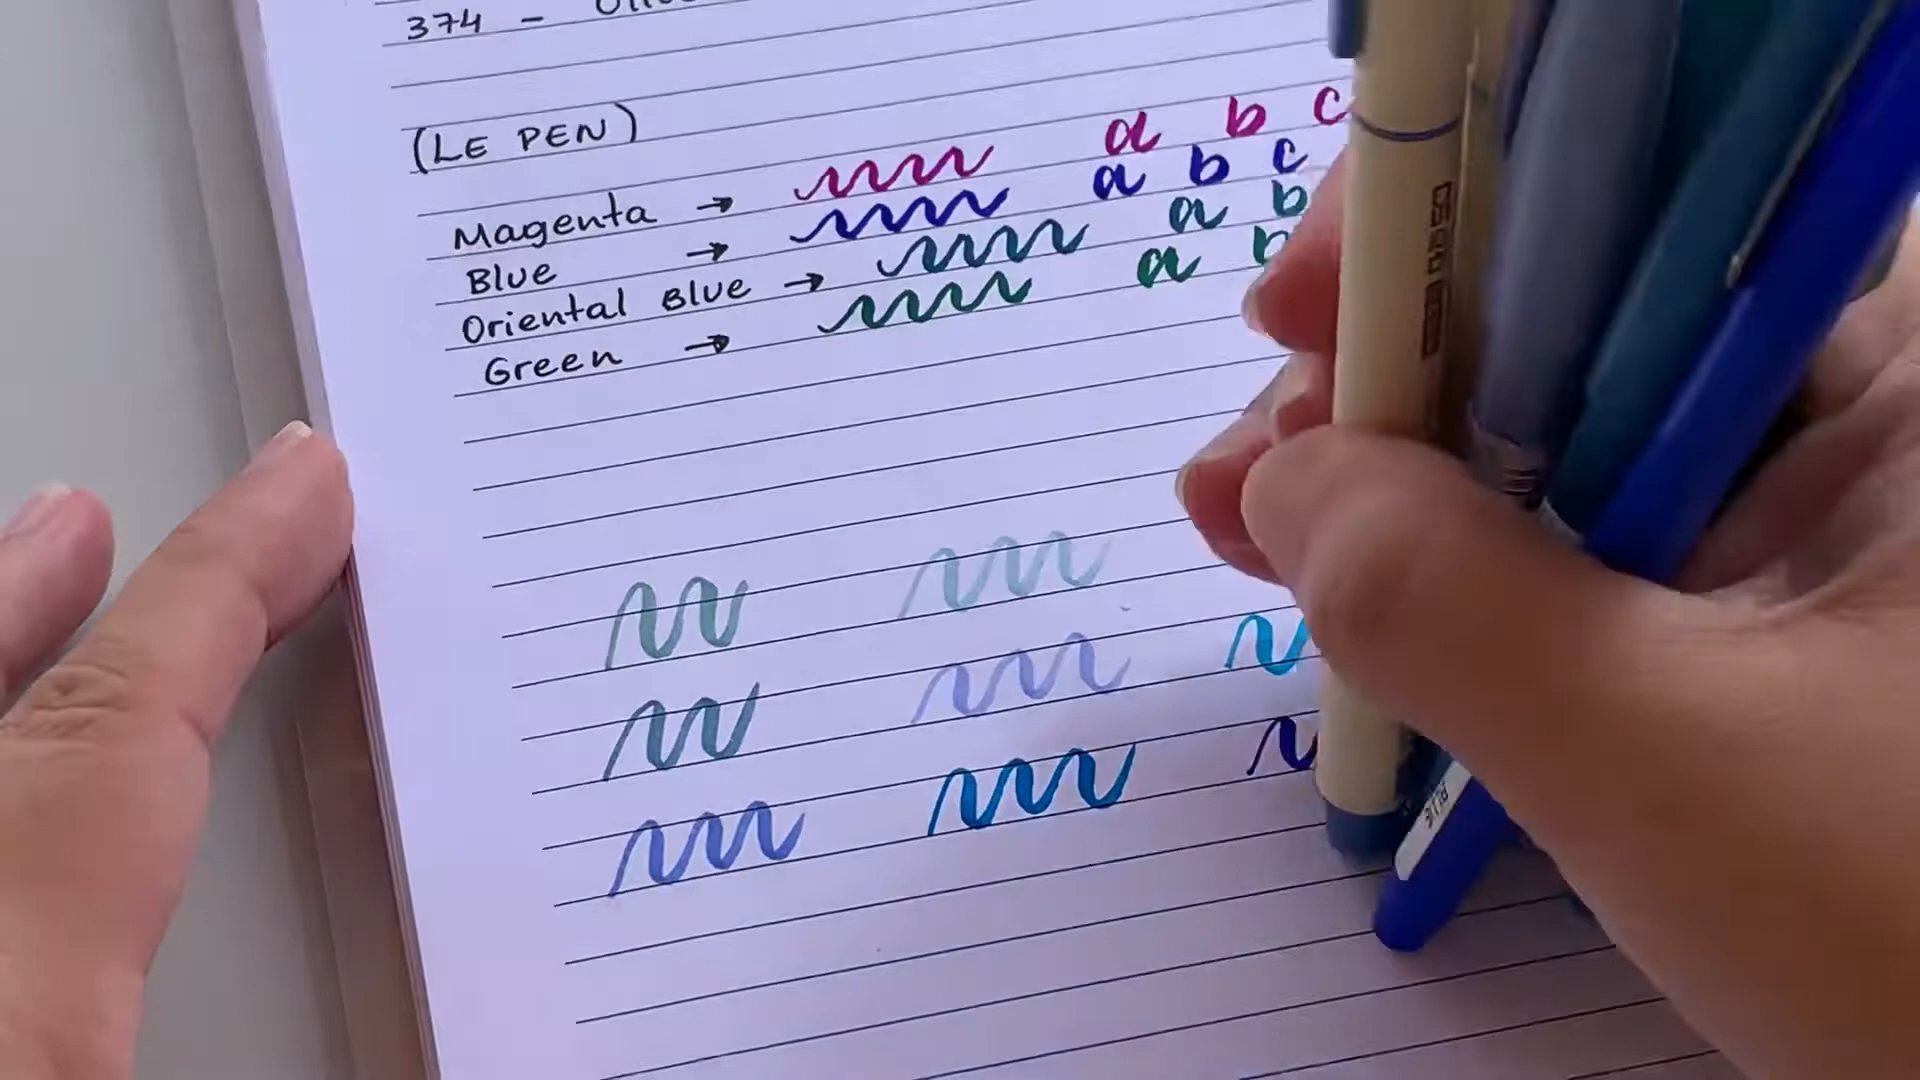 374 -
(LE PEN)
Magenta → a b c
Blue → a b c
Oriental Blue → a b
Green → a b
BLUE